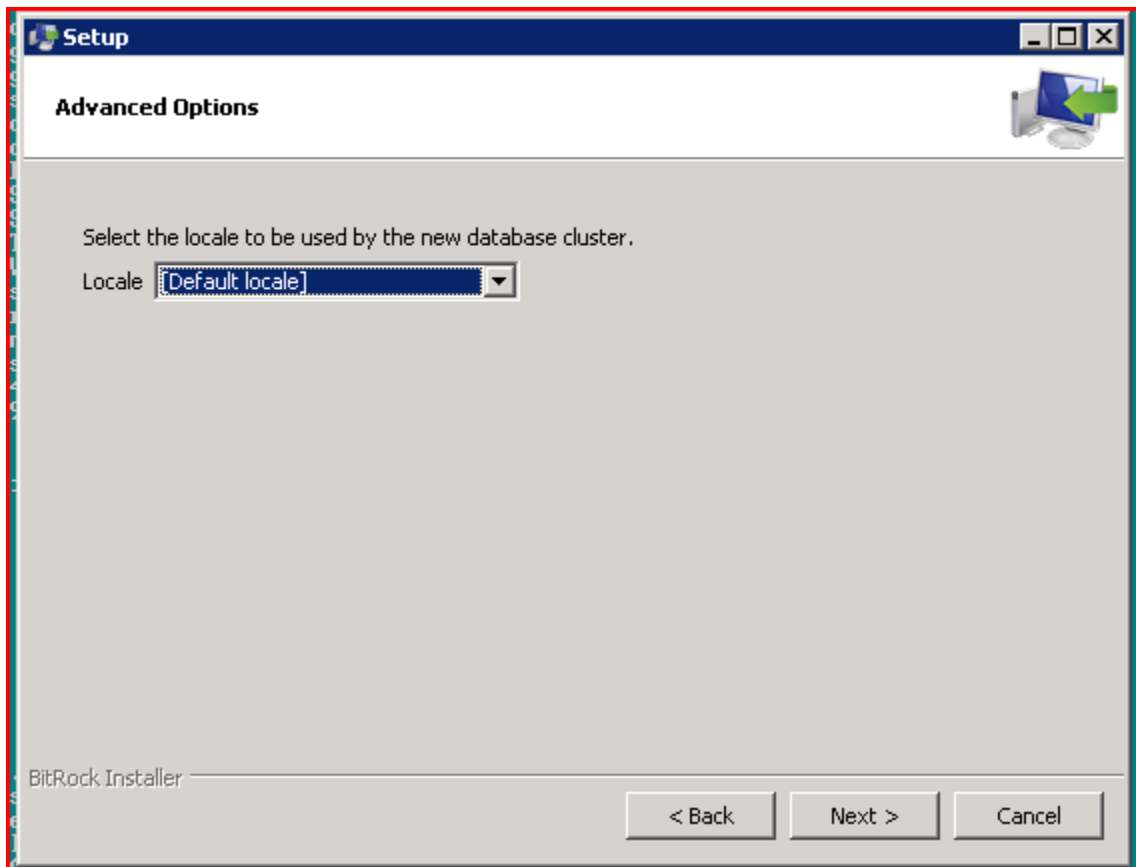 Setup
Advanced Options
Select the locale to be used by the new database cluster.
Locale [Default locale]
BitRock Installer
< Back Next > Cancel